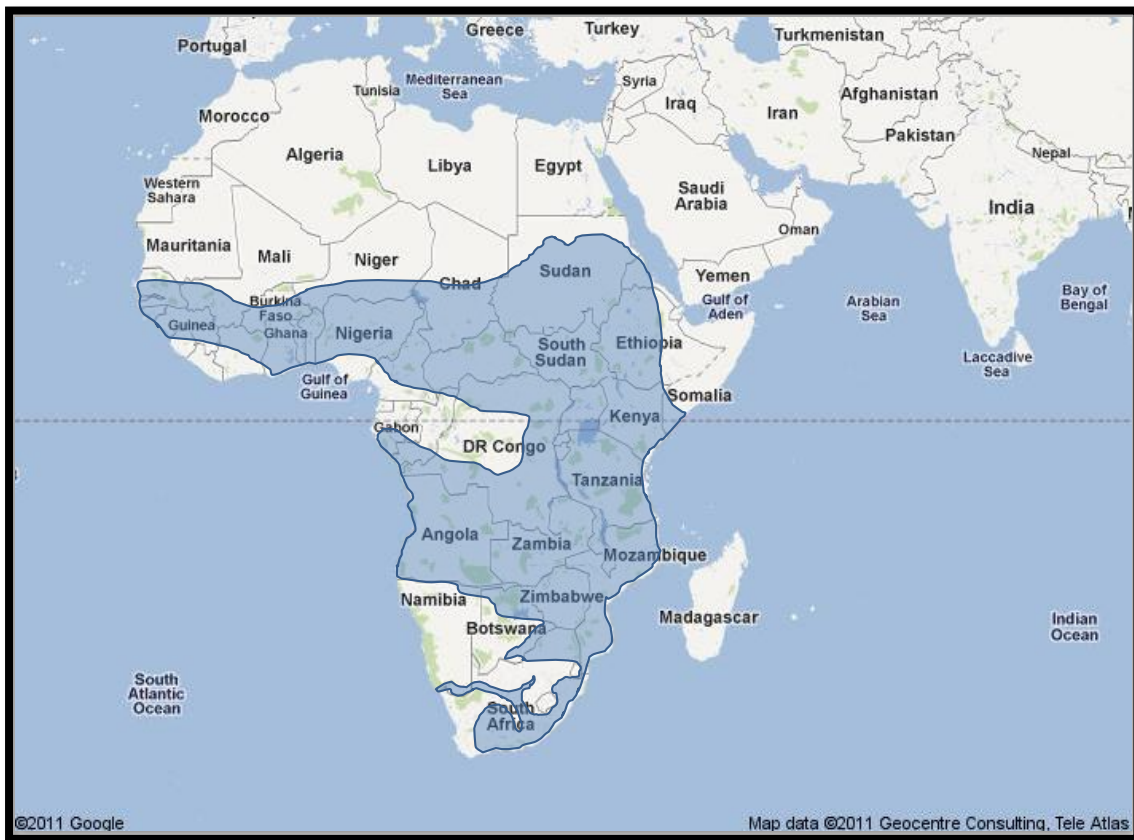 Portugal
Greece
Turkey
Turkmenistan
Mediterranean
Sea
Tunisia
Syria
Iraq
Iran
Afghanistan
Morocco
Pakistan
Algeria
Libya
Egypt
Nepal
Western
Sahara
Saudi
Arabia
India
Oman
Mauritania
Mali
Niger
Chad
Sudan
Yemen
Gulf of
Aden
Arabian
Sea
Bay of
Bengal
Burkina
Faso
Guinea
Ghana
Nigeria
South
Sudan
Ethiopia
Laccadive
Sea
Gulf of
Guinea
Somalia
Kenya
Gabon
DR Congo
Tanzania
Angola
Zambia
Mozambique
Namibia
Zimbabwe
Botswana
Madagascar
Indian
Ocean
South
Atlantic
Ocean
South
Africa
©2011 Google
Map data ©2011 Geocentre Consulting, Tele Atlas